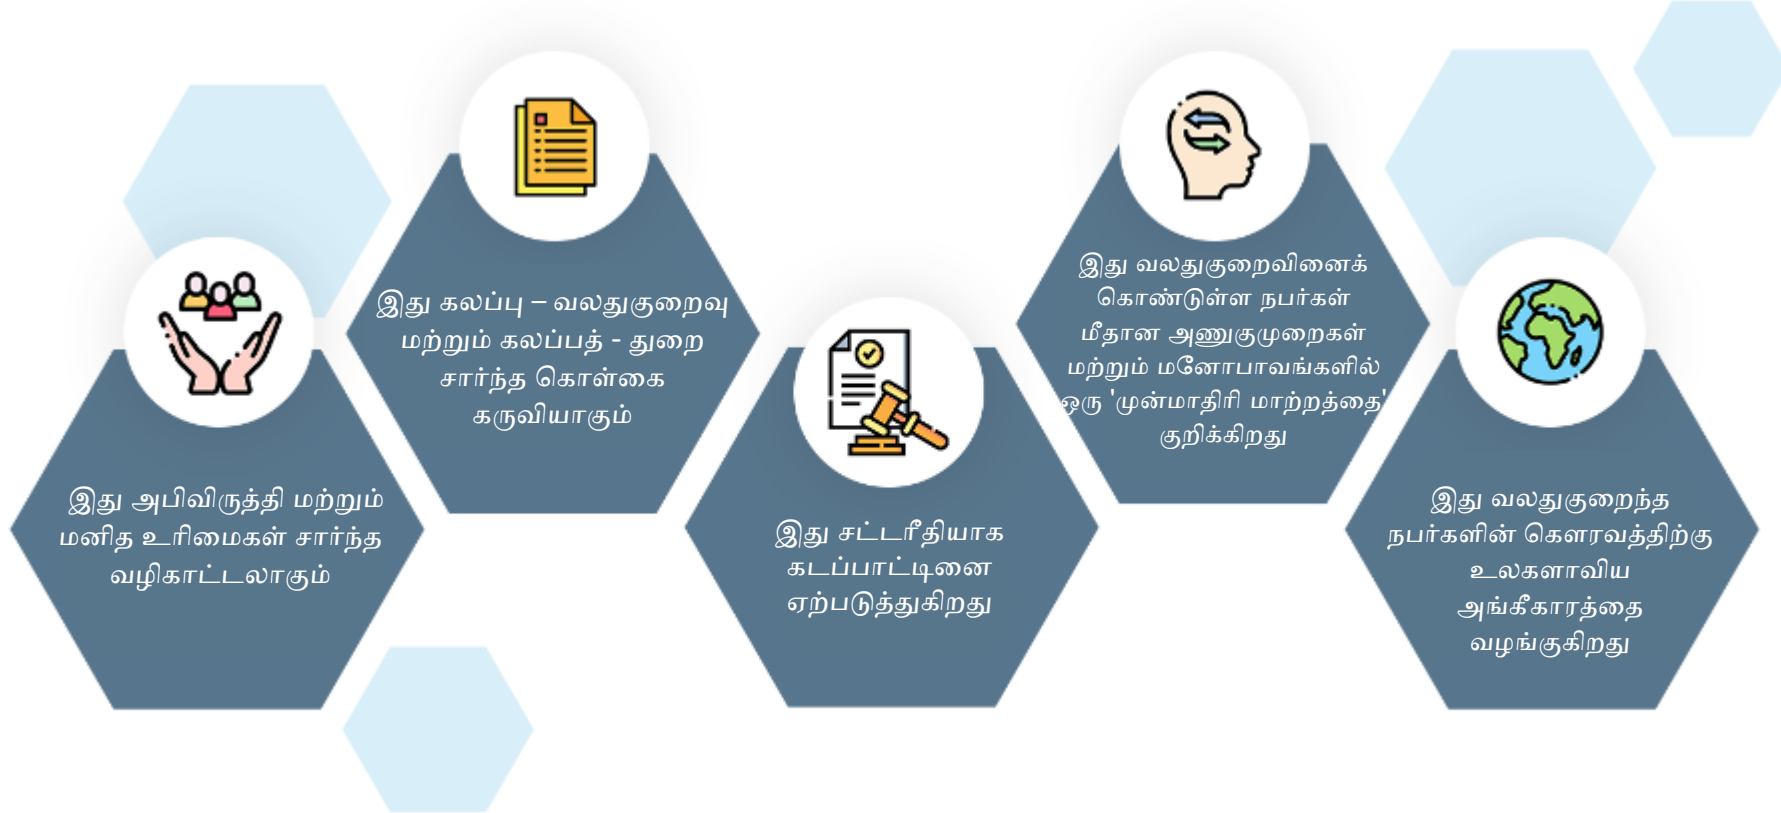 இது அபிவிருத்தி மற்றும்
மனித உரிமைகள் சார்ந்த
வழிகாட்டலாகும்
இது கலப்பு – வலதுகுறைவு
மற்றும் கலப்பத் - துறை
சார்ந்த கொள்கை
கருவியாகும்
இது சட்டரீதியாக
கடப்பாட்டினை
ஏற்படுத்துகிறது
இது வலதுகுறைவினைக்
கொண்டுள்ள நபர்கள்
மீதான அணுகுமுறைகள்
மற்றும் மனோபாவங்களில்
ஒரு 'முன்மாதிரி மாற்றத்தை'
குறிக்கிறது
இது வலதுகுறைந்த
நபர்களின் கௌரவத்திற்கு
உலகளாவிய
அங்கீகாரத்தை
வழங்குகிறது